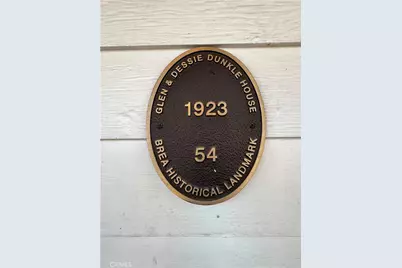 GLEN & DESSIE DUNKLE HOUSE
1923
54
BREA HISTORICAL LANDMARK